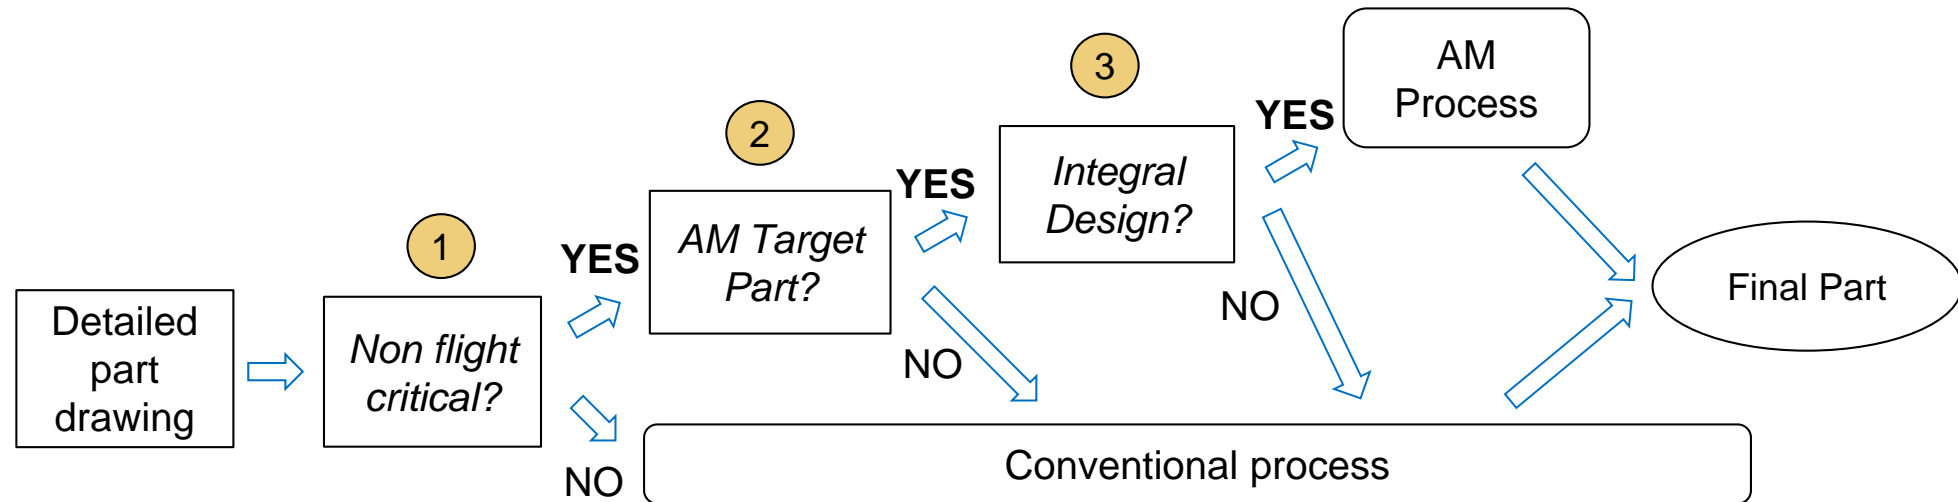 Detailed
part
drawing
1
Non flight
critical?
YES
NO
2
AM Target
Part?
YES
NO
3
Integral
Design?
YES
NO
AM
Process
Conventional process
Final Part